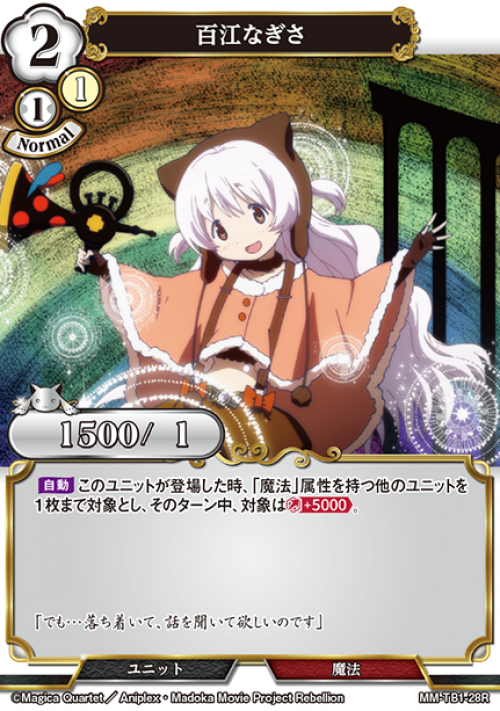 2
百江なぎさ
1
1
Normal
1500/ 1
自動 このユニットが登場した時、「魔法」属性を持つ他のユニットを
1枚まで対象とし、そのターン中、対象は +5000 。
「でも…落ち着いて、話を聞いて欲しいのです」
ユニット 魔法
©Magica Quartet／Aniplex・Madoka Movie Project Rebellion MM-TB1-28R